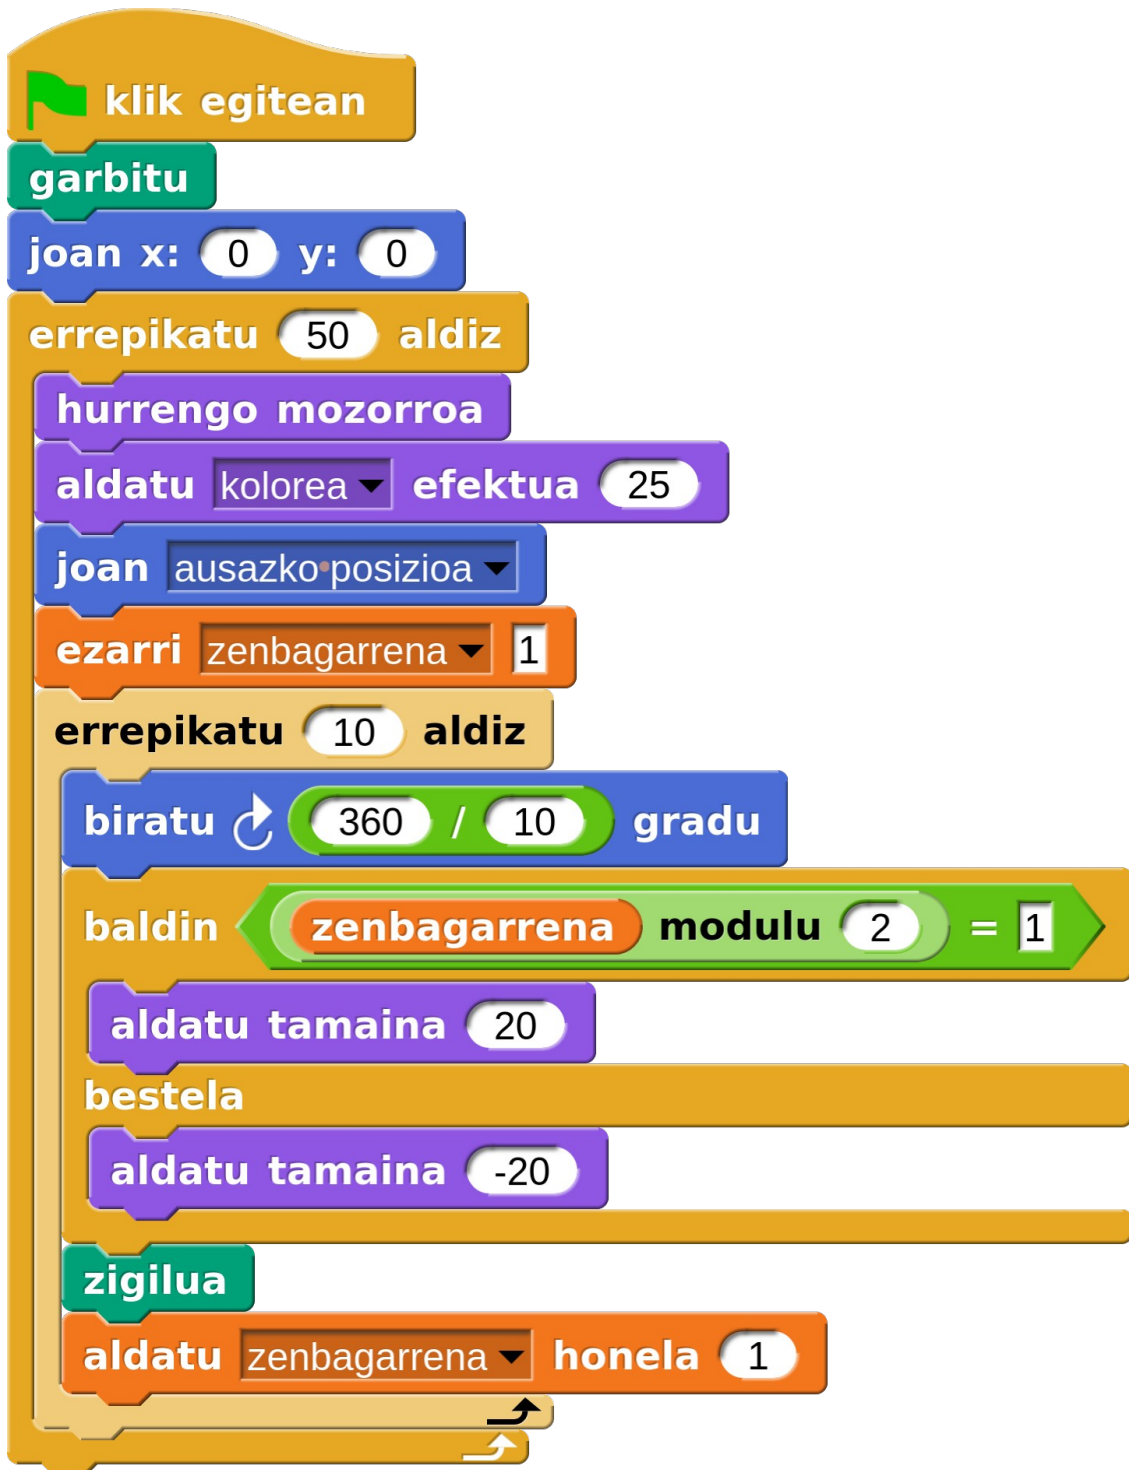 klik egitean
garbitu
joan x: 0 y: 0
errepikatu 50 aldiz
hurrengo mozorroa
aldatu kolorea efektua 25
joan ausazko posizioa
ezarri zenbagarrena 1
errepikatu 10 aldiz
biratu 360 / 10 gradu
baldin zenbagarrena modulu 2 = 1
aldatu tamaina 20
bestela
aldatu tamaina -20
zigilua
aldatu zenbagarrena honela 1